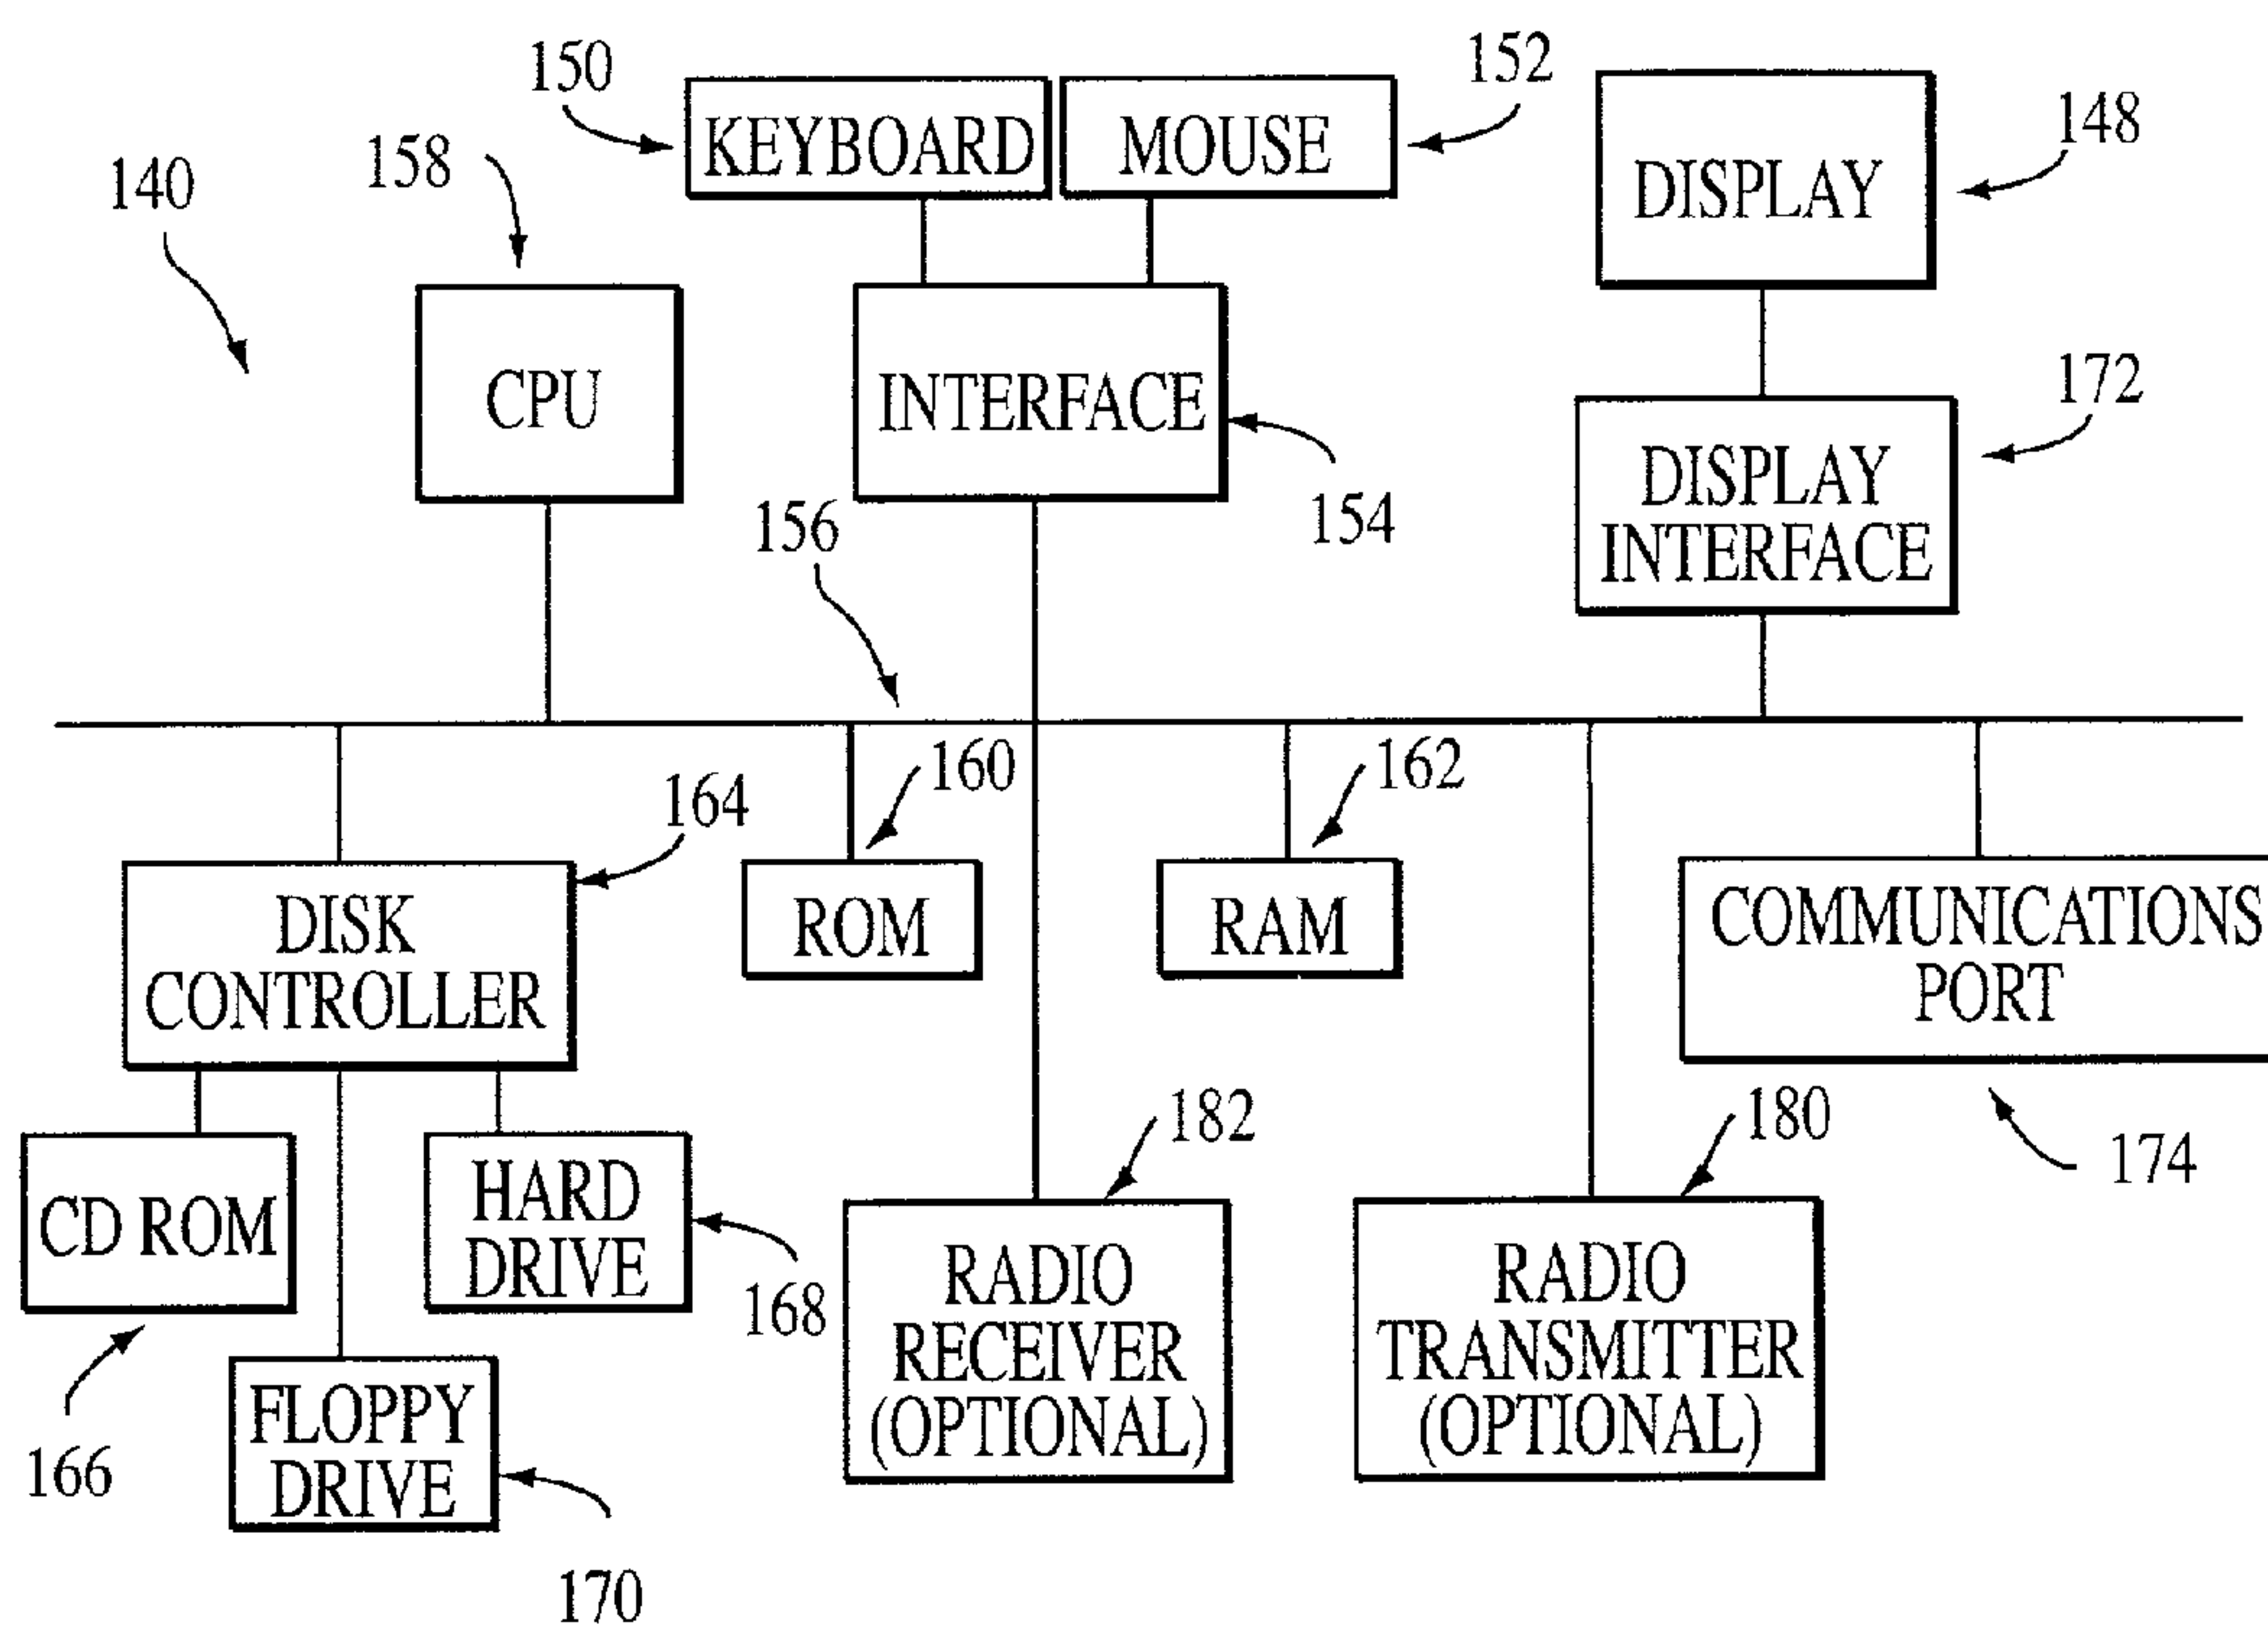 150
152
KEYBOARD
MOUSE
148
158
140
DISPLAY
172
CPU
INTERFACE
DISPLAY
INTERFACE
156
154
160
162
164
DISK
CONTROLLER
ROM
RAM
COMMUNICATIONS
PORT
182
180
174
CD ROM
HARD
DRIVE
168
RADIO
RECEIVER
(OPTIONAL)
RADIO
TRANSMITTER
(OPTIONAL)
166
FLOPPY
DRIVE
170